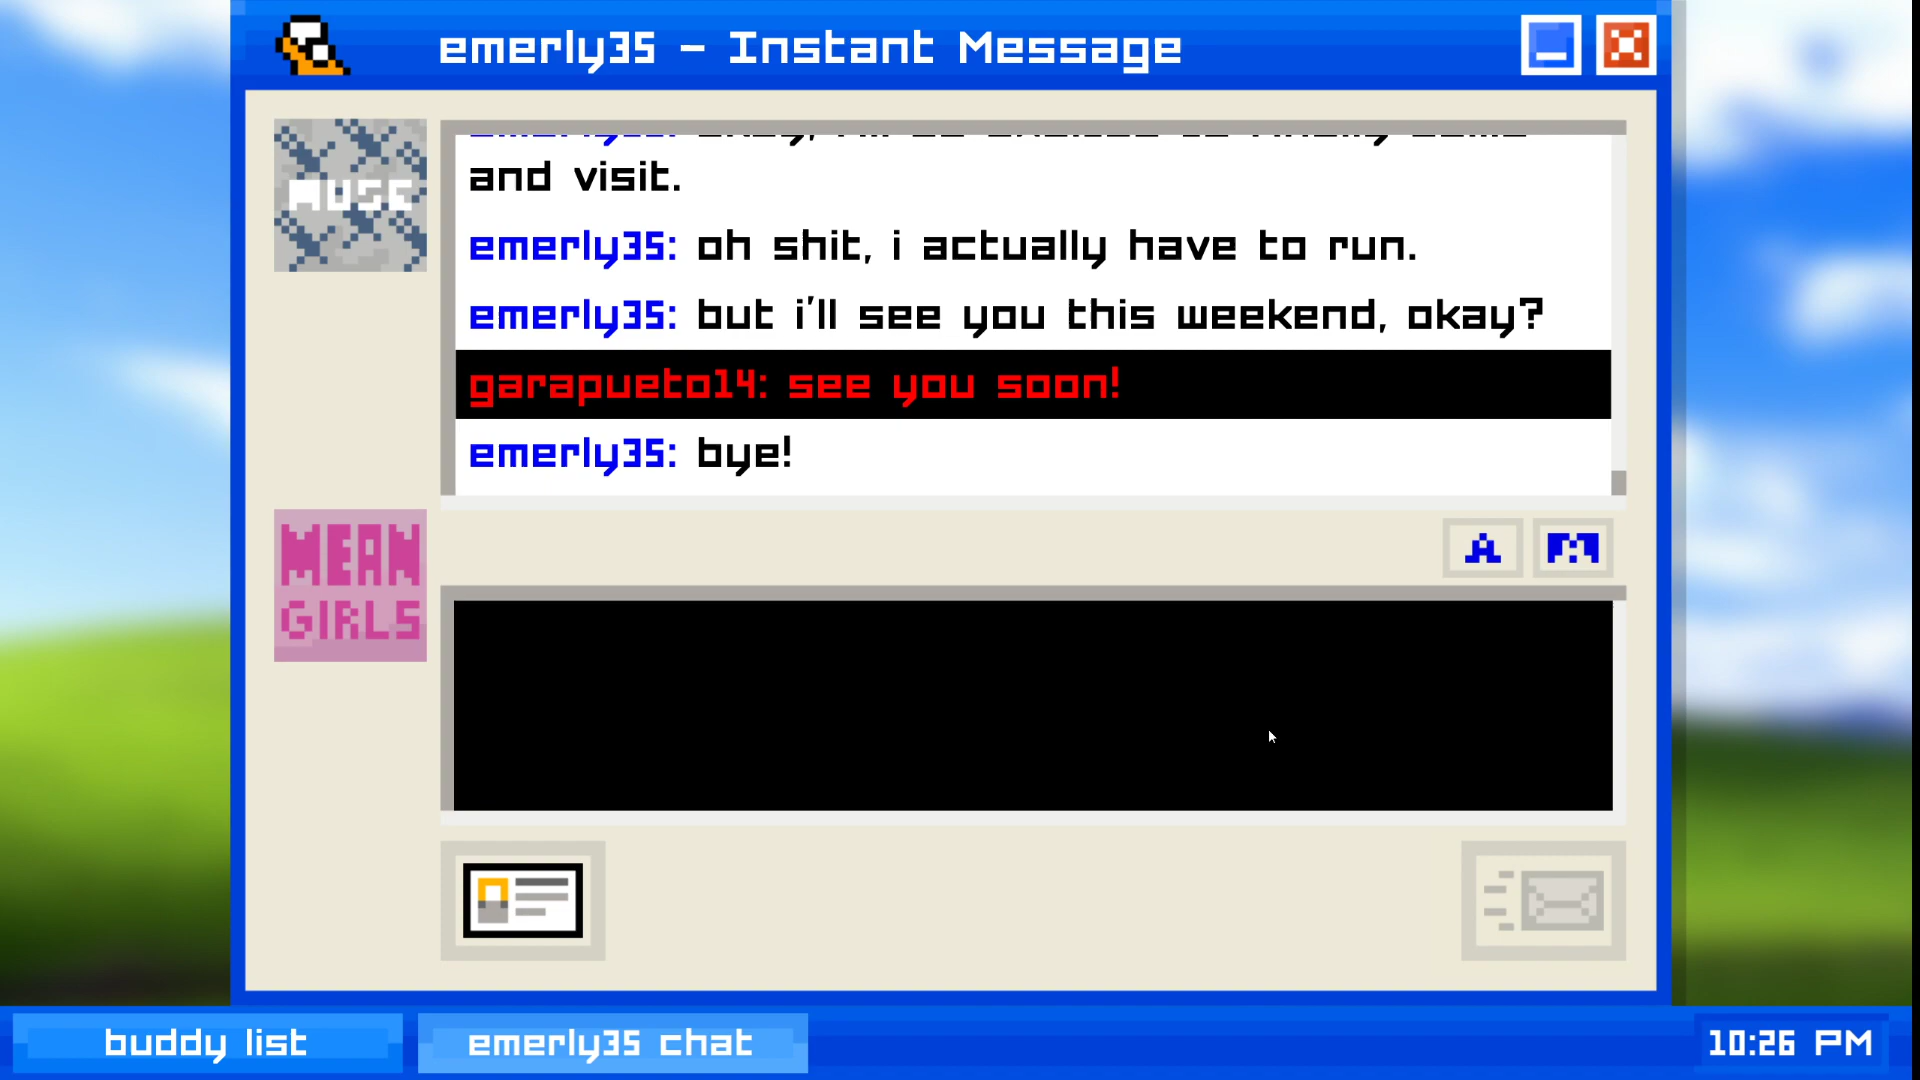 emerly35 - Instant Message
MUSE
and visit.
emerly35: oh shit, i actually have to run.
emerly35: but i'll see you this weekend, okay?
garapueto14: see you soon!
emerly35: bye!
A M
MEAN
GIRLS
buddy list
emerly35 chat
10:26 PM